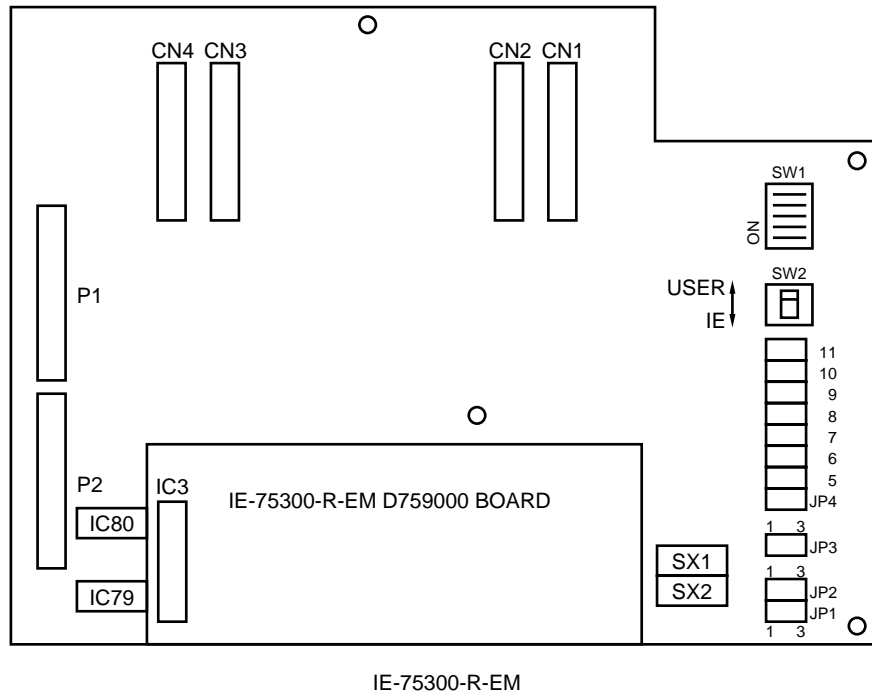 CN4 CN3 CN2 CN1
SW1
ON
SW2
USER
IE
P1
11
10
9
8
7
6
5
JP4
P2 IC3
IE-75300-R-EM D759000 BOARD
IC80
1 3
JP3
SX1
1 3
IC79
SX2
JP2
JP1
1 3
IE-75300-R-EM